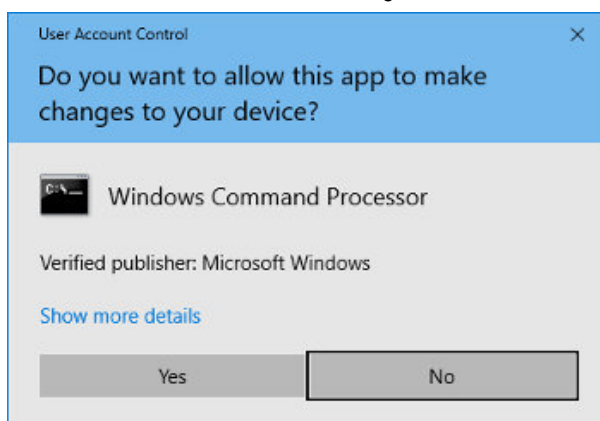 User Account Control
Do you want to allow this app to make
changes to your device?
C:\_
Windows Command Processor
Verified publisher: Microsoft Windows
Show more details
Yes No